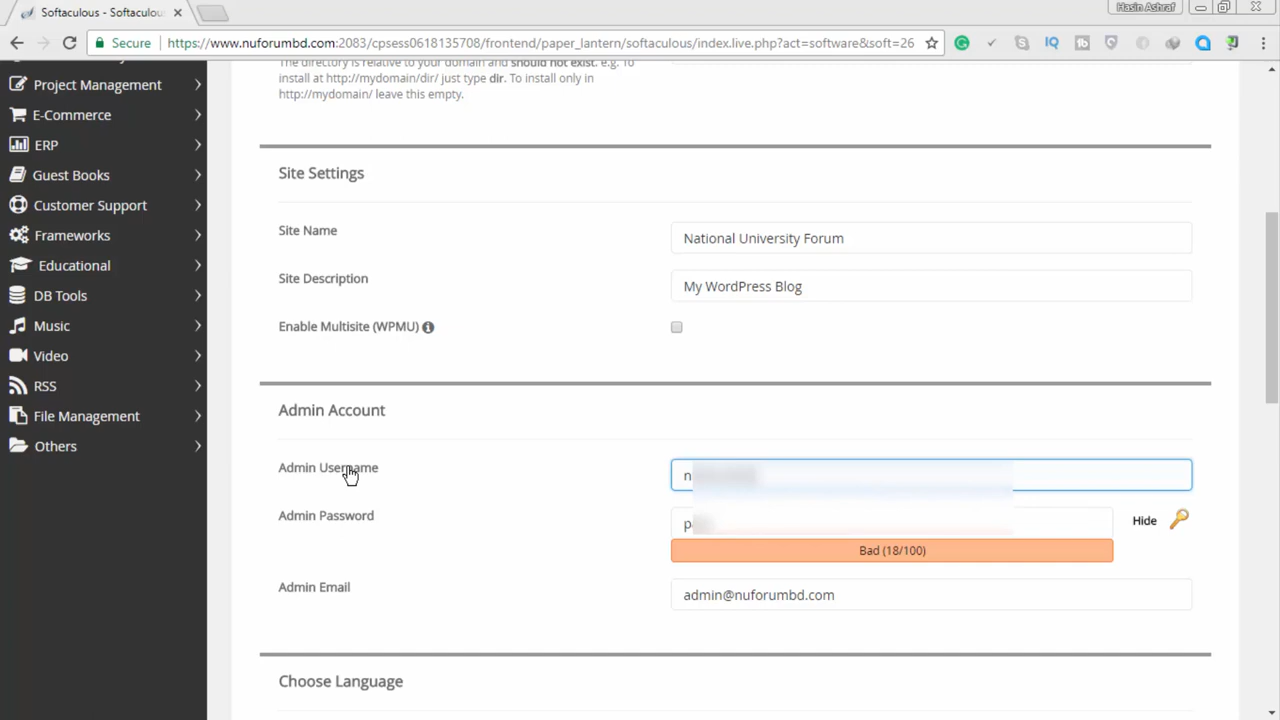 Softaculous - Softaculou
Hasin Ashraf
Secure
https://www.nuforumbd.com:2083/cpsess0618135708/frontend/paper_lantern/softaculous/index.live.php?act=software&soft=26
Project Management
E-Commerce
ERP
Guest Books
Customer Support
Frameworks
Educational
DB Tools
Music
Video
RSS
File Management
Others
The directory is relative to your domain and should not exist. e.g. To
install at http://mydomain/dir/ just type dir. To install only in
http://mydomain/ leave this empty.
Site Settings
Site Name
National University Forum
Site Description
My WordPress Blog
Enable Multisite (WPMU)
Admin Account
Admin Username
n
Admin Password
p
Hide
Bad (18/100)
Admin Email
admin@nuforumbd.com
Choose Language